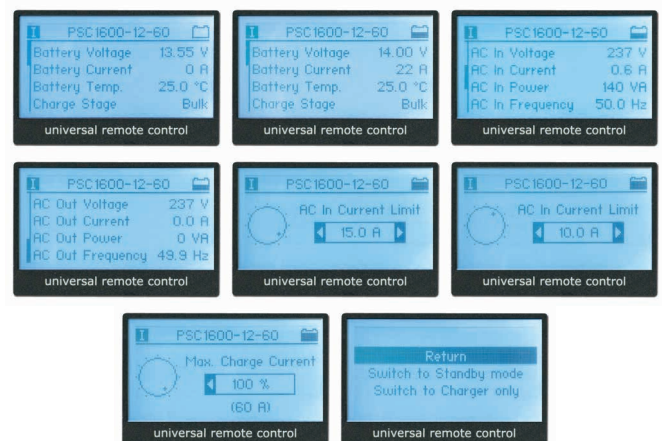 PSC1600-12-60
Battery Voltage 13.55 V
Battery Current 0 A
Battery Temp. 25.0 °C
Charge Stage Bulk
universal remote control
PSC1600-12-60
Battery Voltage 14.00 V
Battery Current 22 A
Battery Temp. 25.0 °C
Charge Stage Bulk
universal remote control
PSC1600-12-60
AC In Voltage 237 V
AC In Current 0.6 A
AC In Power 140 VA
AC In Frequency 50.0 Hz
universal remote control
PSC1600-12-60
AC Out Voltage 237 V
AC Out Current 0.0 A
AC Out Power 0 VA
AC Out Frequency 49.9 Hz
universal remote control
PSC1600-12-60
AC In Current Limit
15.0 A
universal remote control
PSC1600-12-60
AC In Current Limit
10.0 A
universal remote control
PSC1600-12-60
Max. Charge Current
100 %
(60 A)
universal remote control
Return
Switch to Standby mode
Switch to Charger only
universal remote control